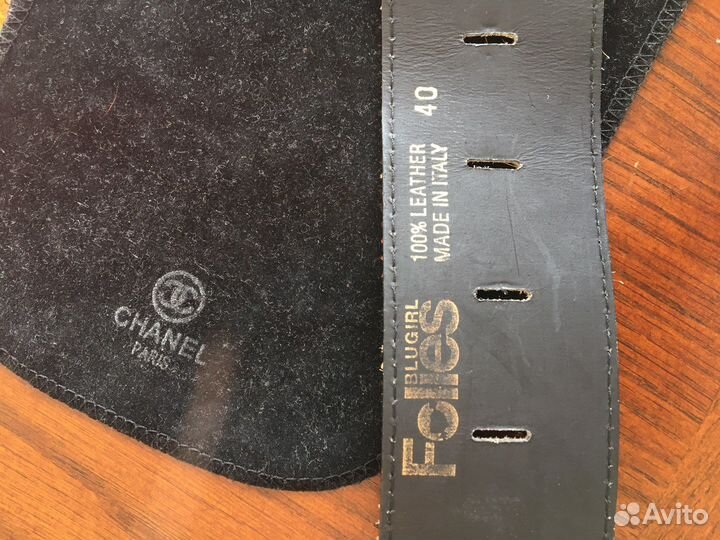 CHANEL
PARIS
BLUGIRL
Folies
100% LEATHER 40
MADE IN ITALY
Avito